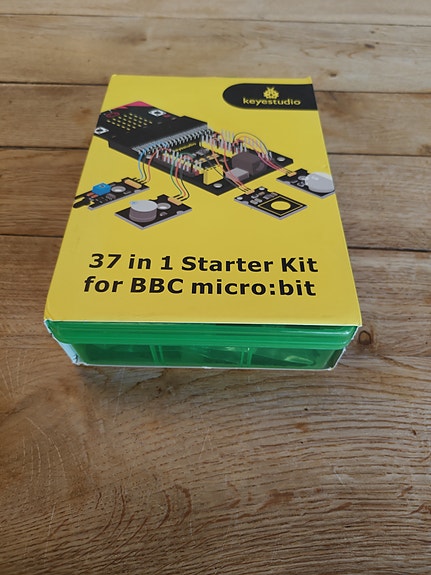 keyestudio
37 in 1 Starter Kit
for BBC micro:bit